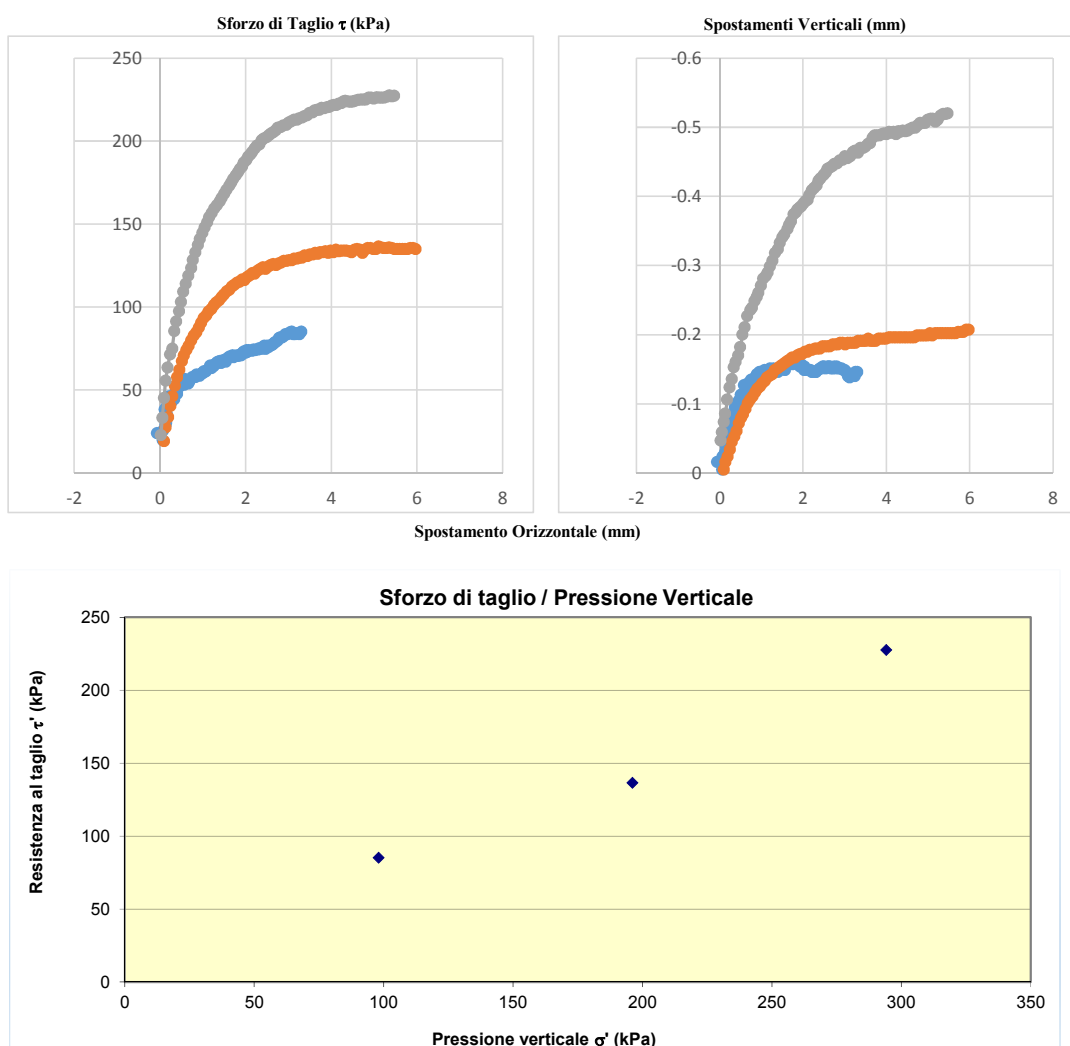 Sforzo di Taglio τ (kPa)
Spostamenti Verticali (mm)
250
200
150
100
50
0
-2 0 2 4 6 8
-0.6
-0.5
-0.4
-0.3
-0.2
-0.1
0
-2 0 2 4 6 8
Spostamento Orizzontale (mm)
Sforzo di taglio / Pressione Verticale
Resistenza al taglio τ' (kPa)
250
200
150
100
50
0
0 50 100 150 200 250 300 350
Pressione verticale σ' (kPa)